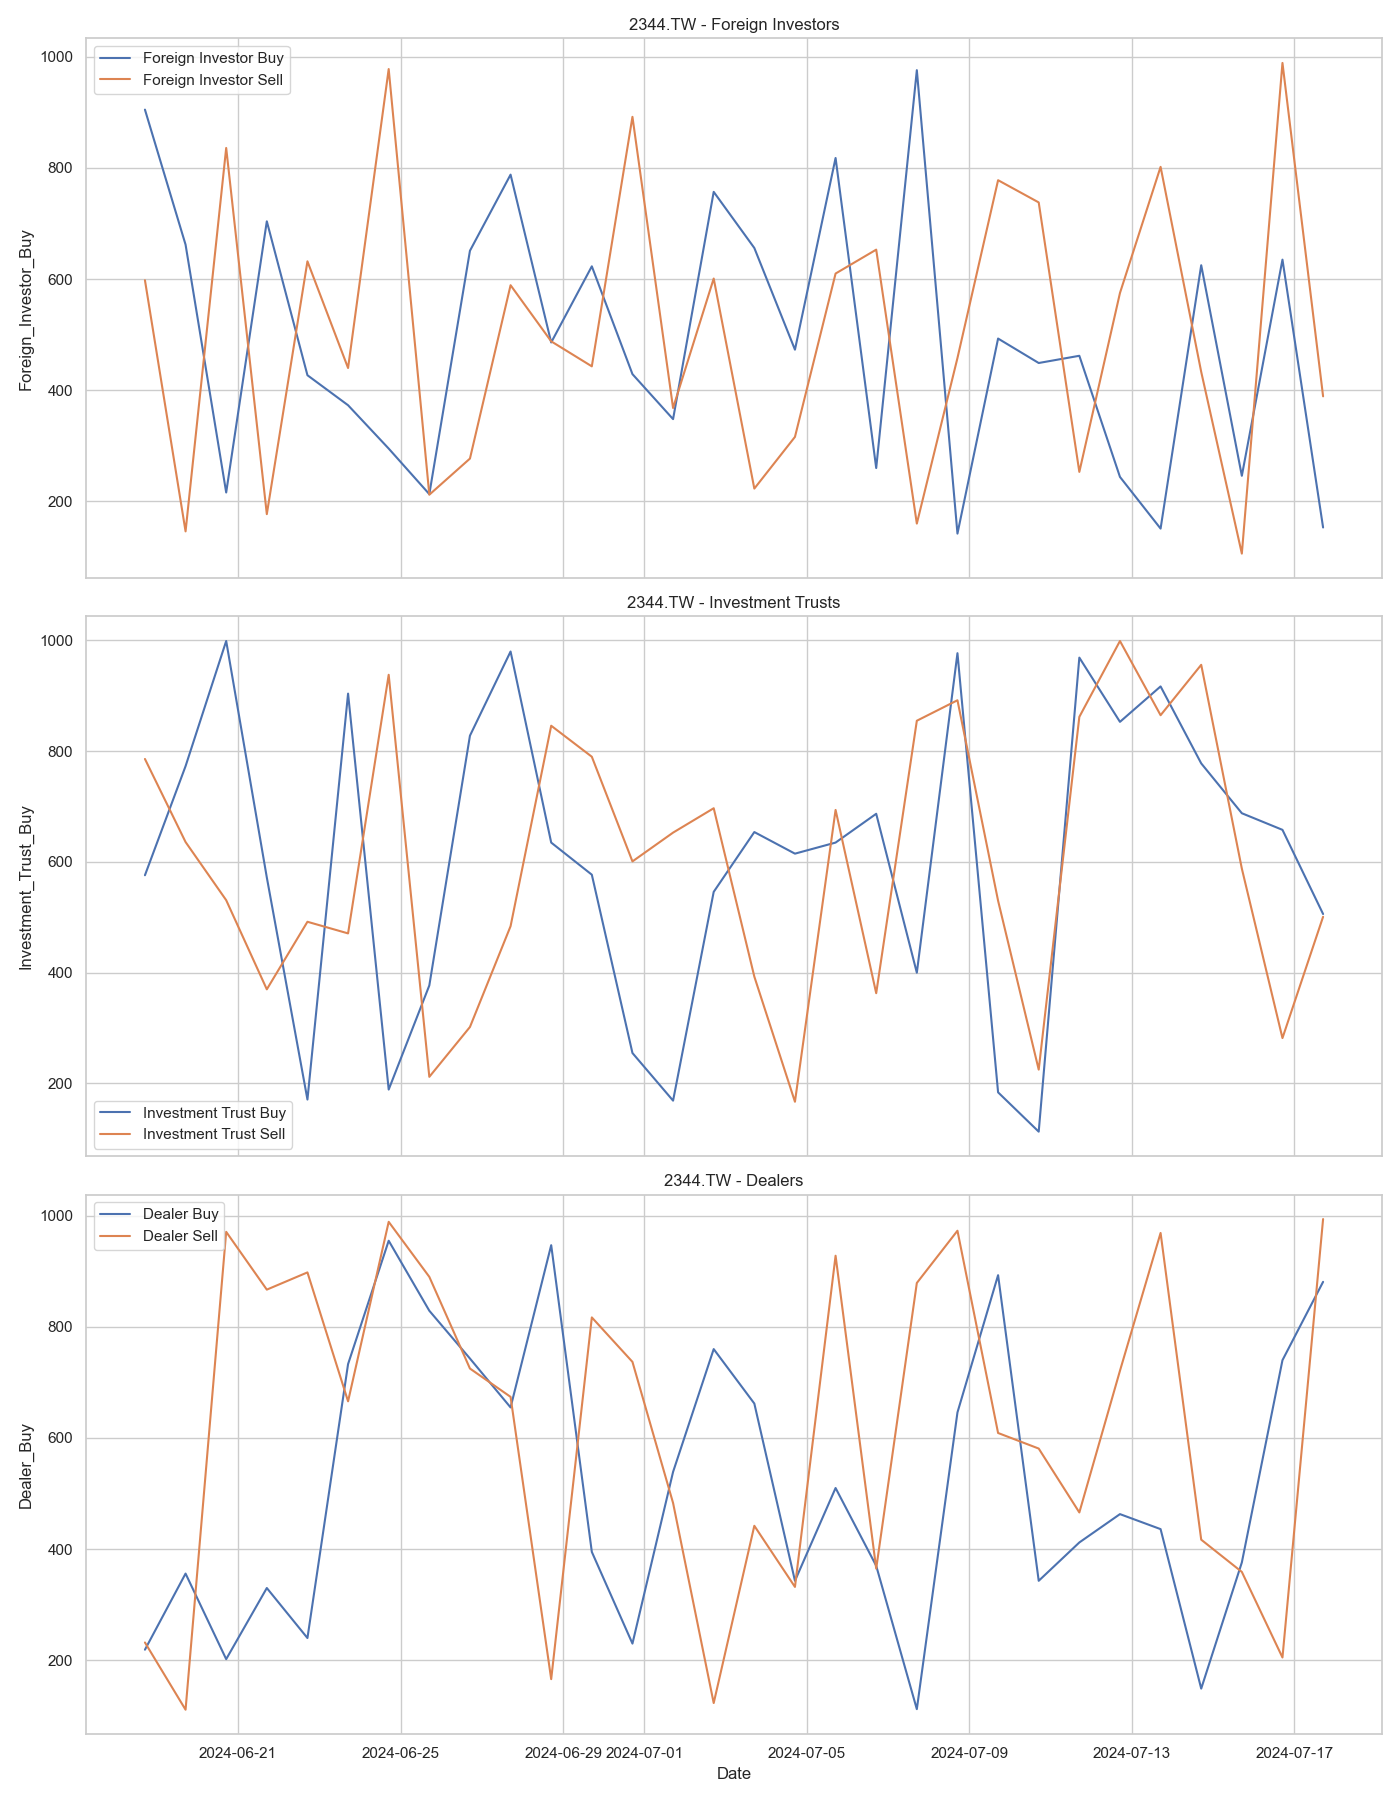 2344.TW - Foreign Investors
Foreign Investor Buy
Foreign Investor Sell
1000
800
600
400
200
Foreign_Investor_Buy
2344.TW - Investment Trusts
1000
800
600
400
200
Investment_Trust_Buy
Investment Trust Buy
Investment Trust Sell
2344.TW - Dealers
Dealer Buy
Dealer Sell
1000
800
600
400
200
Dealer_Buy
2024-06-21 2024-06-25 2024-06-29 2024-07-01 2024-07-05 2024-07-09 2024-07-13 2024-07-17
Date